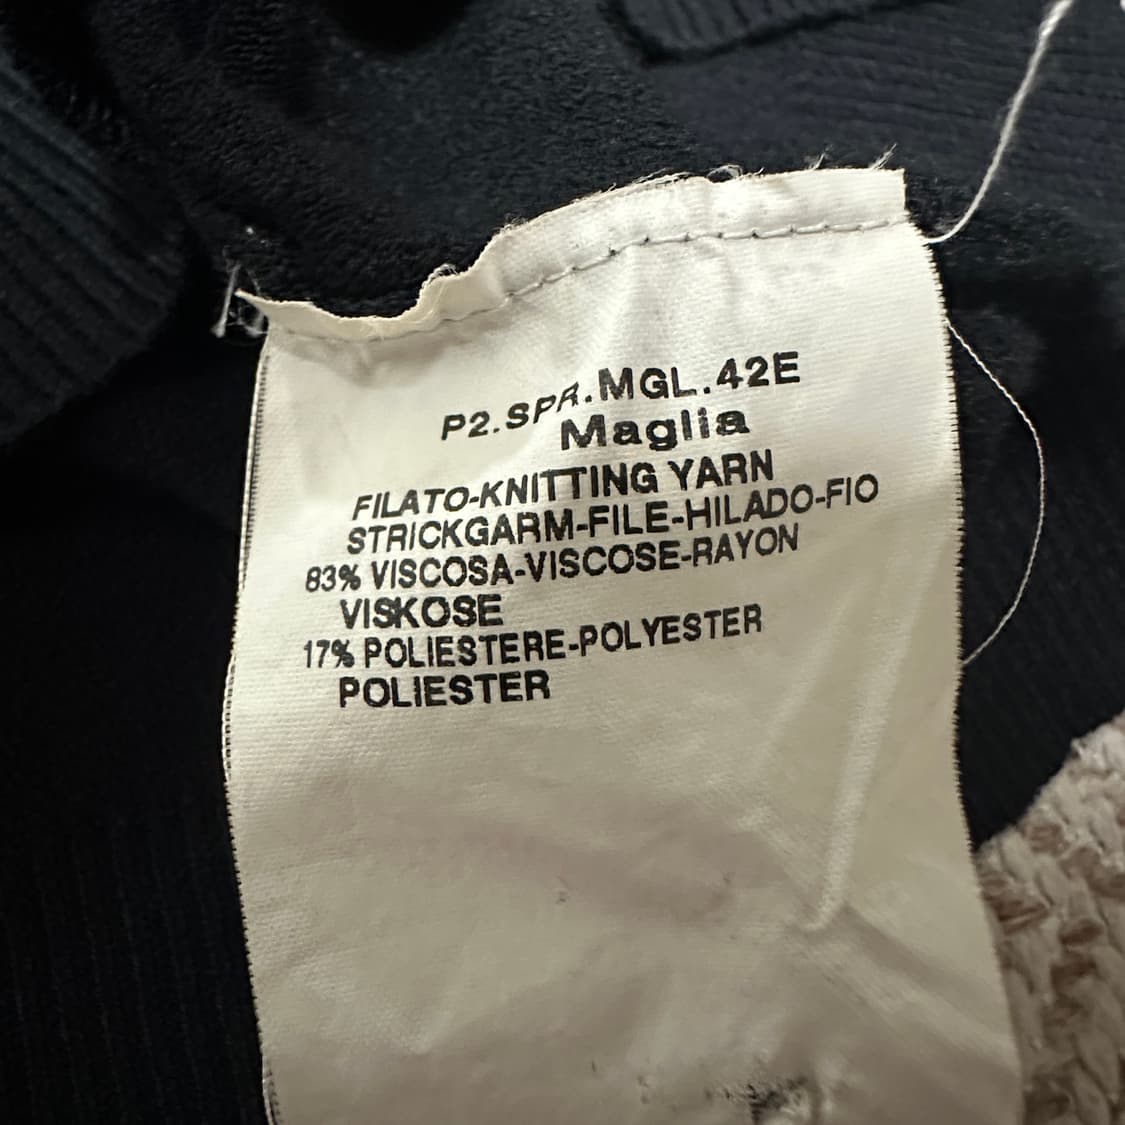 P2.SPR.MGL.42E
Maglia
FILATO-KNITTING YARN
STRICKGARM-FILE-HILADO-FIO
83% VISCOSA-VISCOSE-RAYON
VISKOSE
17% POLIESTERE-POLYESTER
POLIESTER